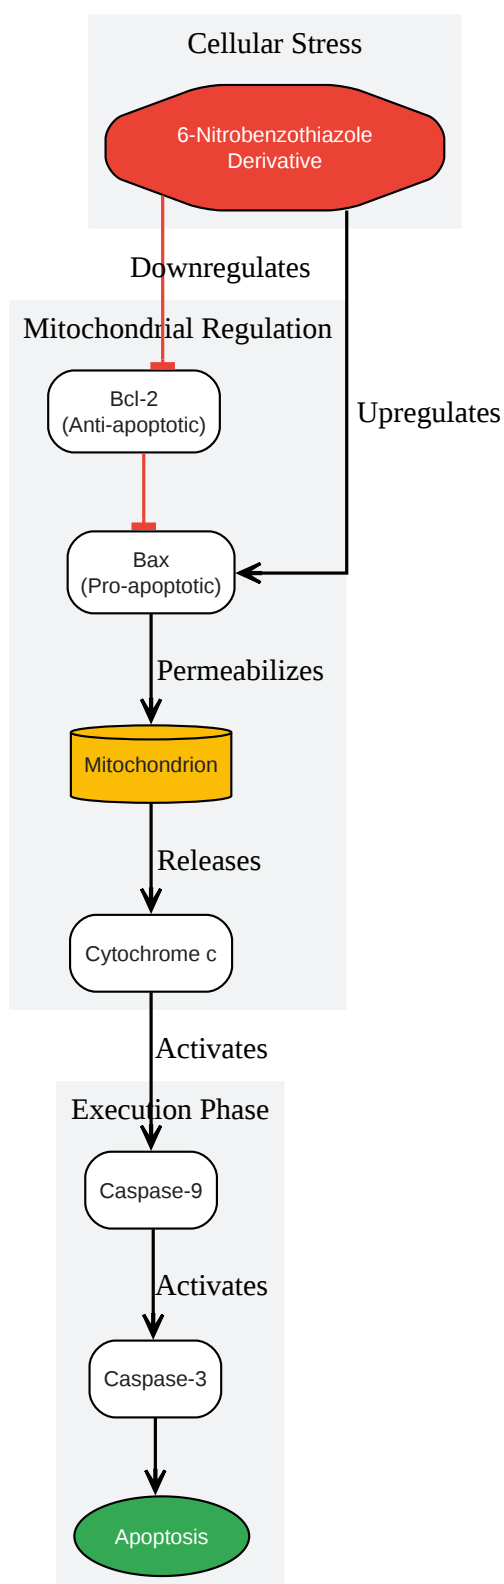 Cellular Stress
6-Nitrobenzothiazole
Derivative
Downregulates
Mitochondrial Regulation
Bcl-2
(Anti-apoptotic)
Upregulates
Bax
(Pro-apoptotic)
Permeabilizes
Mitochondrion
Releases
Cytochrome c
Activates
Execution Phase
Caspase-9
Activates
Caspase-3
Apoptosis